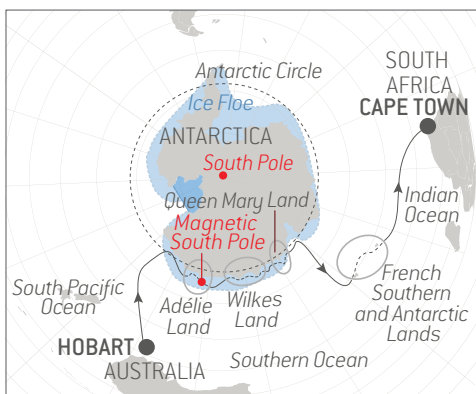 SOUTH
AFRICA
CAPE TOWN
Antarctic Circle
Ice Floe
ANTARCTICA
South Pole
Queen Mary Land
Indian
Ocean
Magnetic
South Pole
South Pacific
Ocean
Adélie
Land
Wilkes
Land
French
Southern
and Antarctic
Lands
HOBART
AUSTRALIA
Southern Ocean